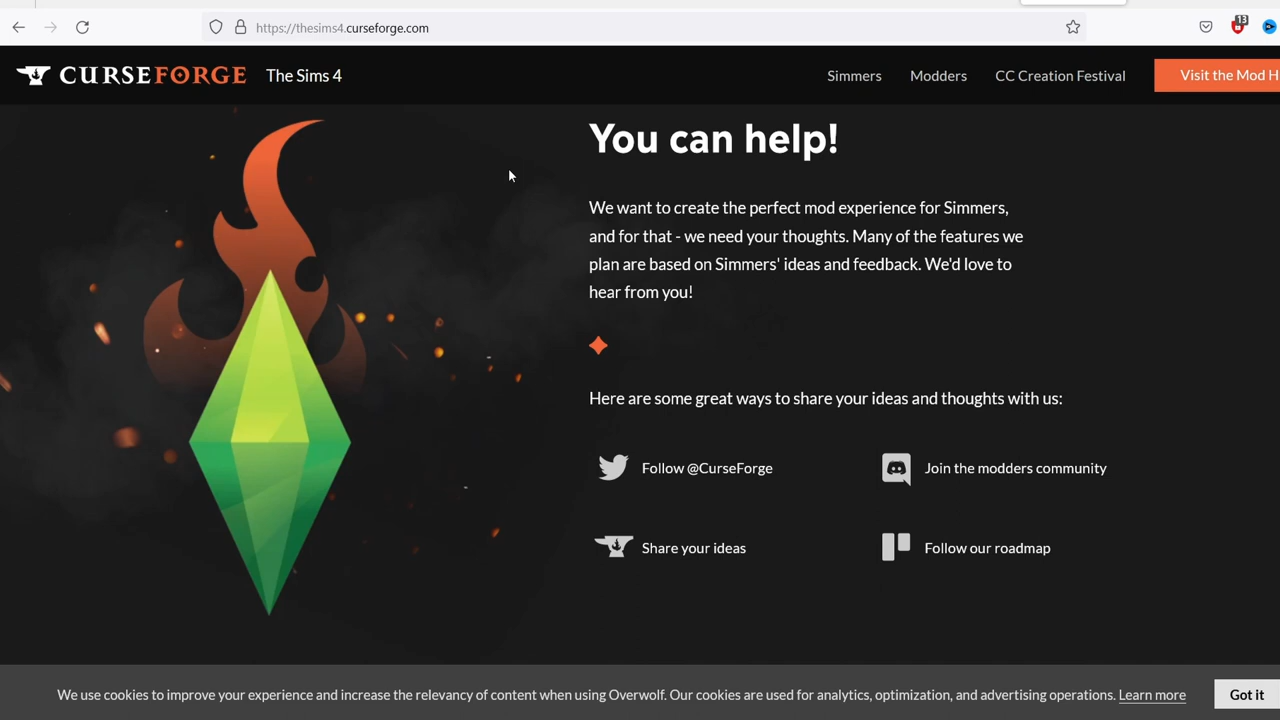 https://thesims4.curseforge.com
13
CURSEFORGE
The Sims 4
Simmers
Modders
CC Creation Festival
Visit the Mod H
You can help!
We want to create the perfect mod experience for Simmers,
and for that - we need your thoughts. Many of the features we
plan are based on Simmers' ideas and feedback. We'd love to
hear from you!
Here are some great ways to share your ideas and thoughts with us:
Follow @CurseForge
Join the modders community
Share your ideas
Follow our roadmap
We use cookies to improve your experience and increase the relevancy of content when using Overwolf. Our cookies are used for analytics, optimization, and advertising operations. Learn more
Got it